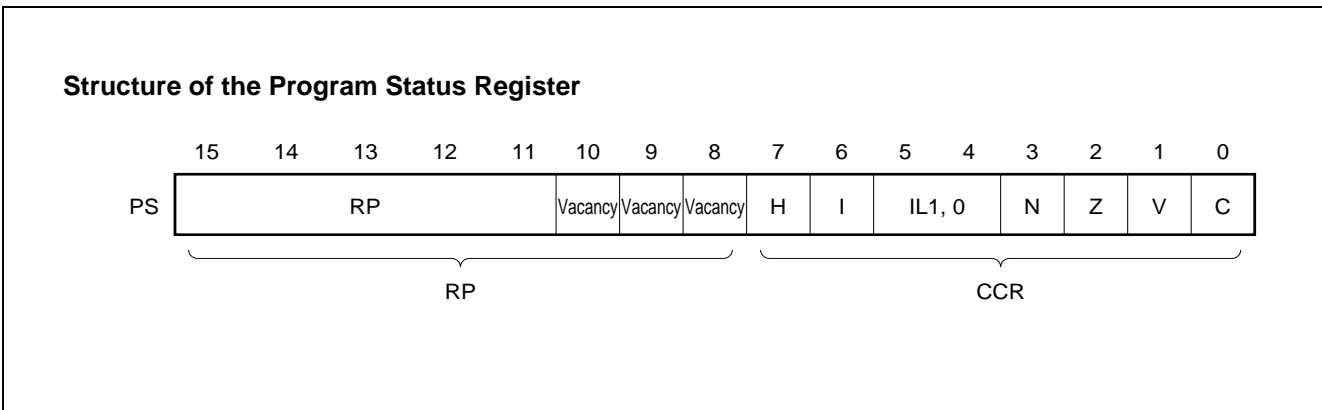 Structure of the Program Status Register
15 14 13 12 11 10 9 8 7 6 5 4 3 2 1 0
PS RP Vacancy Vacancy Vacancy H I IL1, 0 N Z V C
RP CCR